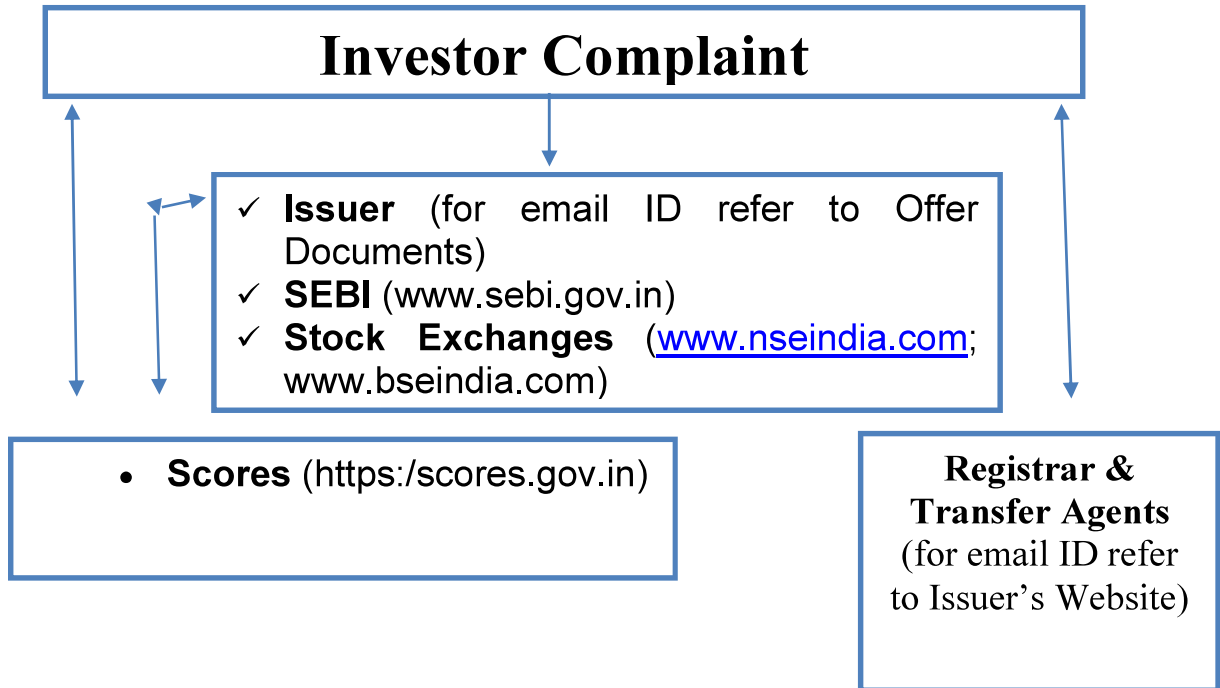 Investor Complaint
✓ Issuer (for email ID refer to Offer
Documents)
✓ SEBI (www.sebi.gov.in)
✓ Stock Exchanges (www.nseindia.com;
www.bseindia.com)
• Scores (https:/scores.gov.in)
Registrar &
Transfer Agents
(for email ID refer
to Issuer’s Website)